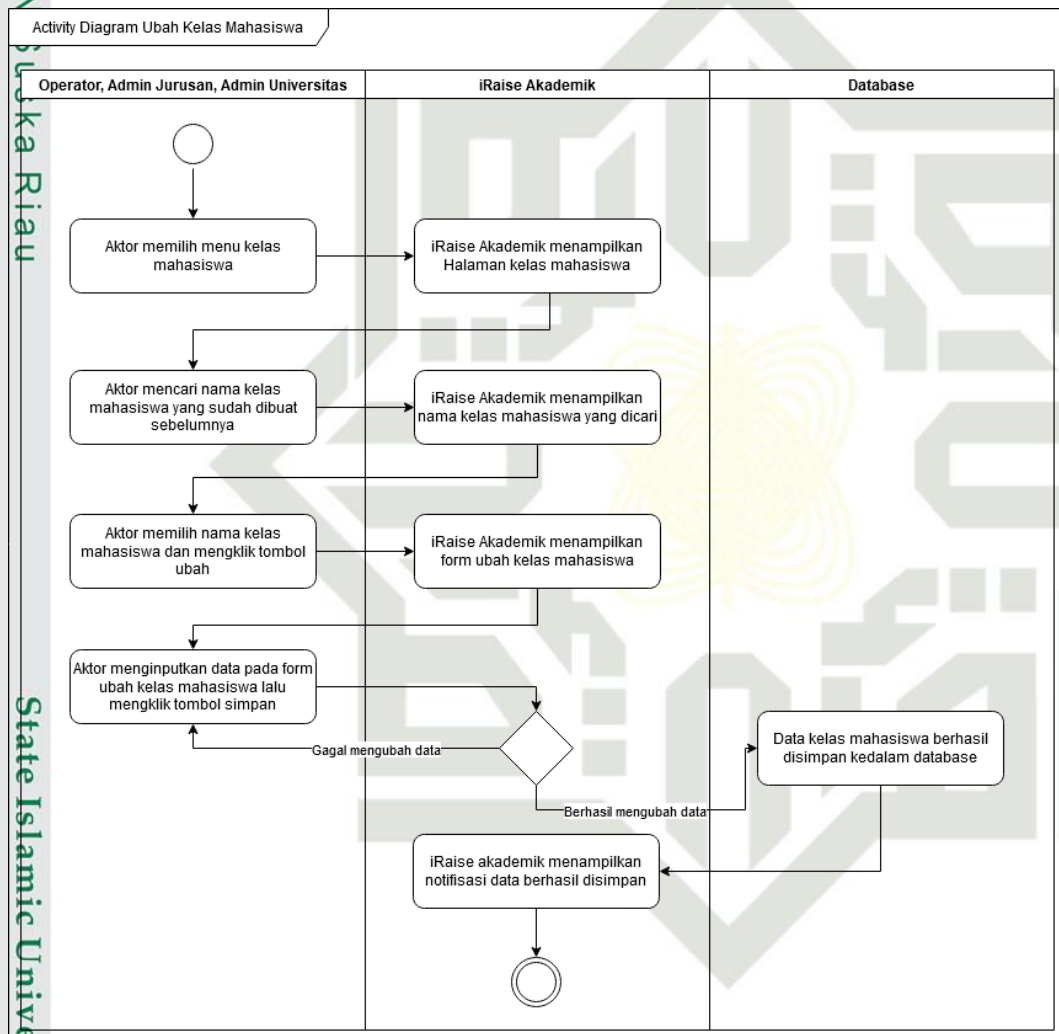 Activity Diagram Ubah Kelas Mahasiswa
Operator, Admin Jurusan, Admin Universitas
iRaise Akademik
Database
Aktor memilih menu kelas
mahasiswa
iRaise Akademik menampilkan
Halaman kelas mahasiswa
Aktor mencari nama kelas
mahasiswa yang sudah dibuat
sebelumnya
iRaise Akademik menampilkan
nama kelas mahasiswa yang dicari
Aktor memilih nama kelas
mahasiswa dan mengklik tombol
ubah
iRaise Akademik menampilkan
form ubah kelas mahasiswa
Aktor menginputkan data pada form
ubah kelas mahasiswa lalu
mengklik tombol simpan
Gagal mengubah data
Berhasil mengubah data
Data kelas mahasiswa berhasil
disimpan kedalam database
iRaise akademik menampilkan
notifisasi data berhasil disimpan
Suska Riau
State Islamic Unive